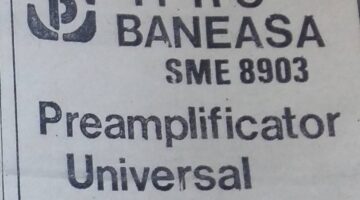 BANEASA
SME 8903
Preamplificator
Universal